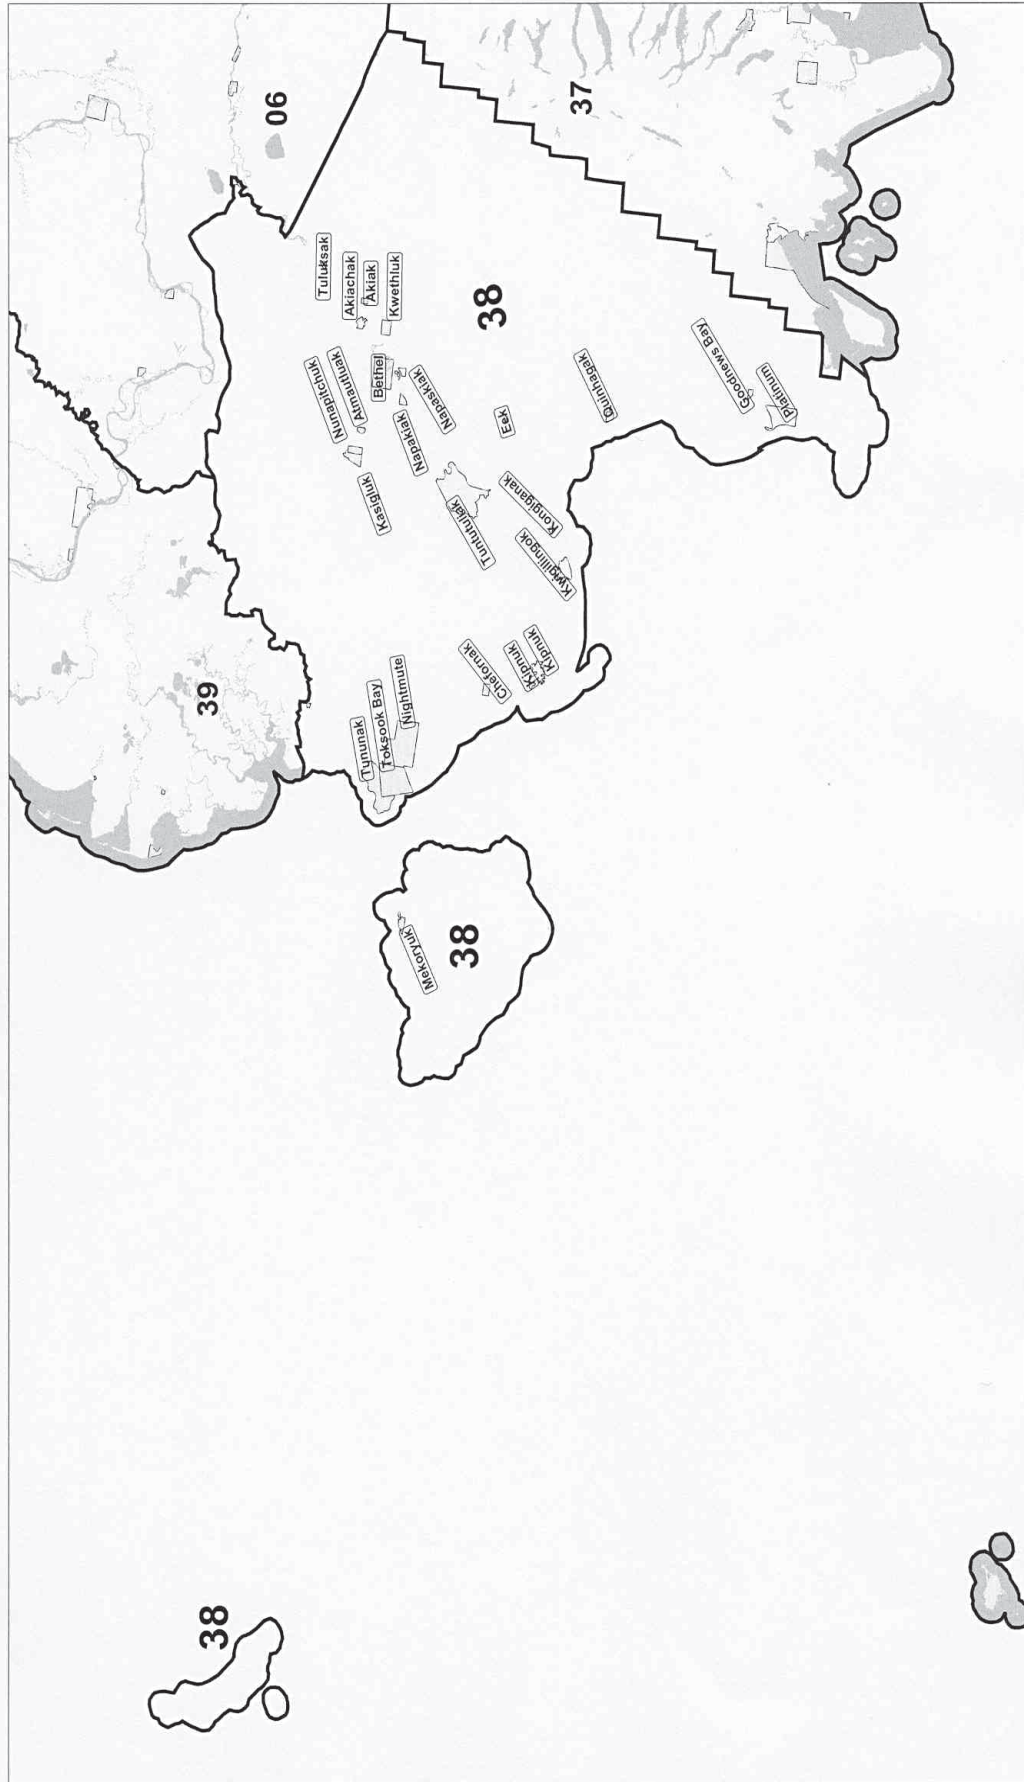 38
39
06
Tuluksak
Nunapitchuk
Atmautluak
Akiachak
Akiak
Tununak
Kasigluk
Bethel
Toksook Bay
Kwethluk
Nightmute
Napakiak
Mekoryuk
Napaskiak
38
Tuntutuliak
Chefornak
38
Eek
Kipnuk
Kongiganak
Kipnuk
Kwigillingok
37
Quinhagak
Goodnews Bay
Platinum